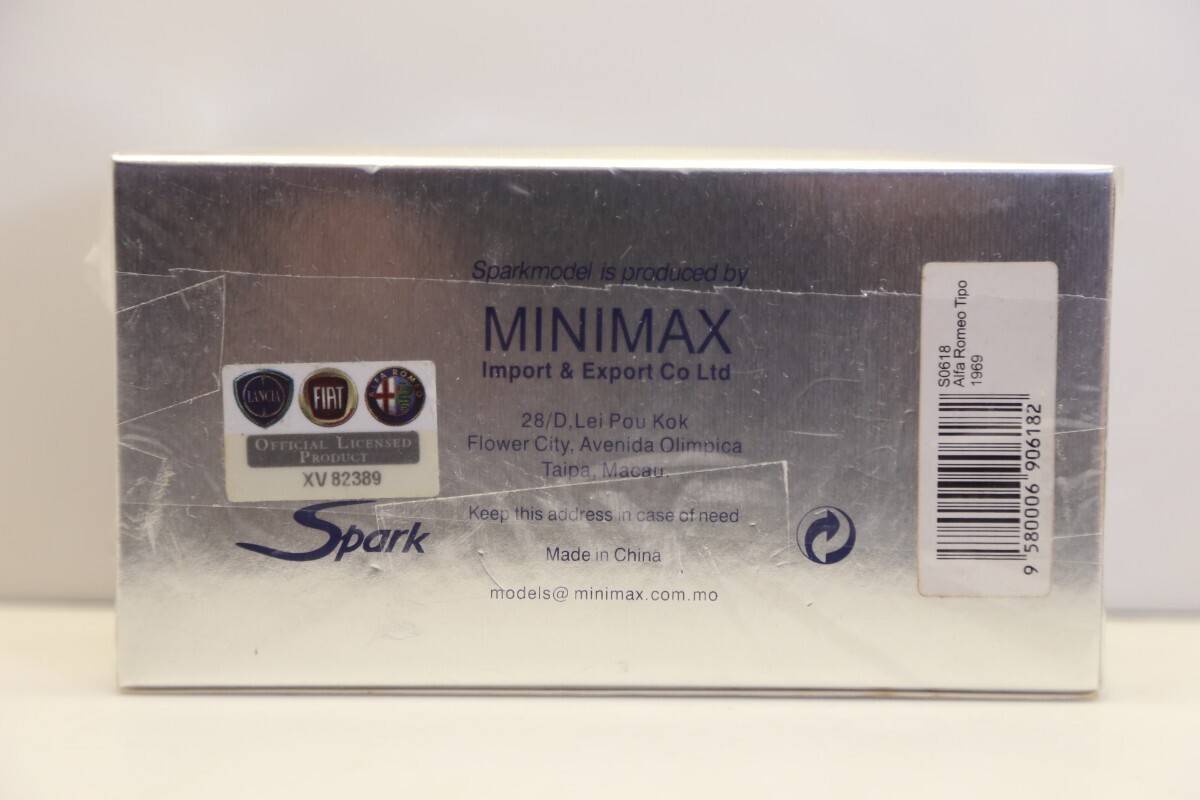 Sparkmodel is produced by
MINIMAX
Import & Export Co Ltd
28/D,Lei Pou Kok
Flower City, Avenida Olimpica
Taipa, Macau.
Keep this address in case of need
Made in China
models@minimax.com.mo
LANCIA
FIAT
ALFA ROMEO
OFFICIAL LICENSED
PRODUCT
XV 82389
Spark
S0618
Alfa Romeo Tipo
1969
9 580006 906182